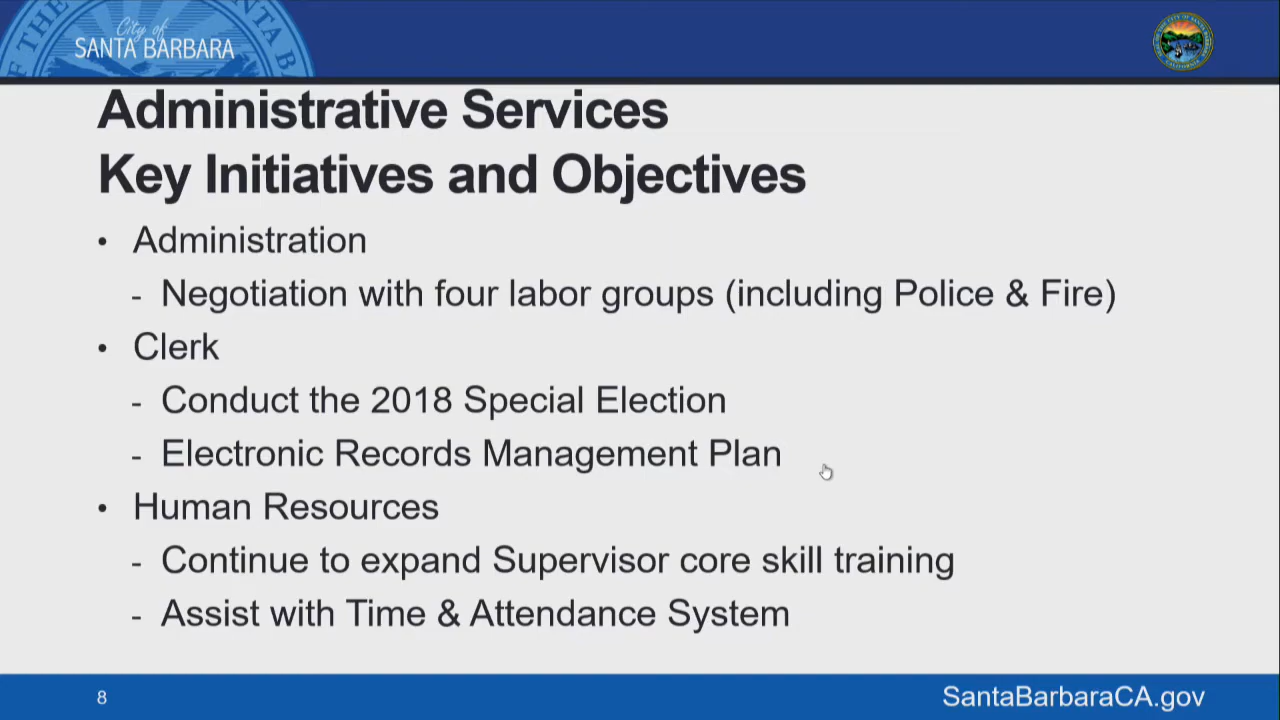 City of
SANTA BARBARA
Administrative Services
Key Initiatives and Objectives
• Administration
- Negotiation with four labor groups (including Police & Fire)
• Clerk
- Conduct the 2018 Special Election
- Electronic Records Management Plan
• Human Resources
- Continue to expand Supervisor core skill training
- Assist with Time & Attendance System
8
SantaBarbaraCA.gov